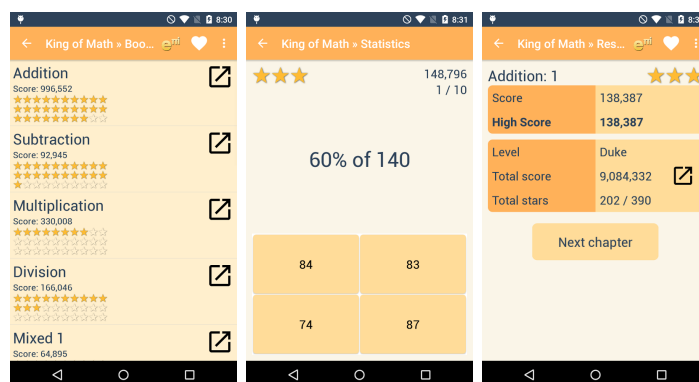 8:30
King of Math » Boo... eni
Addition
Score: 996,552
Subtraction
Score: 92,945
Multiplication
Score: 330,008
Division
Score: 166,046
Mixed 1
Score: 64,895
8:31
King of Math » Statistics
148,796
1 / 10
60% of 140
84
83
74
87
King of Math » Res... eni
Addition: 1
Score 138,387
High Score 138,387
Level Duke
Total score 9,084,332
Total stars 202 / 390
Next chapter